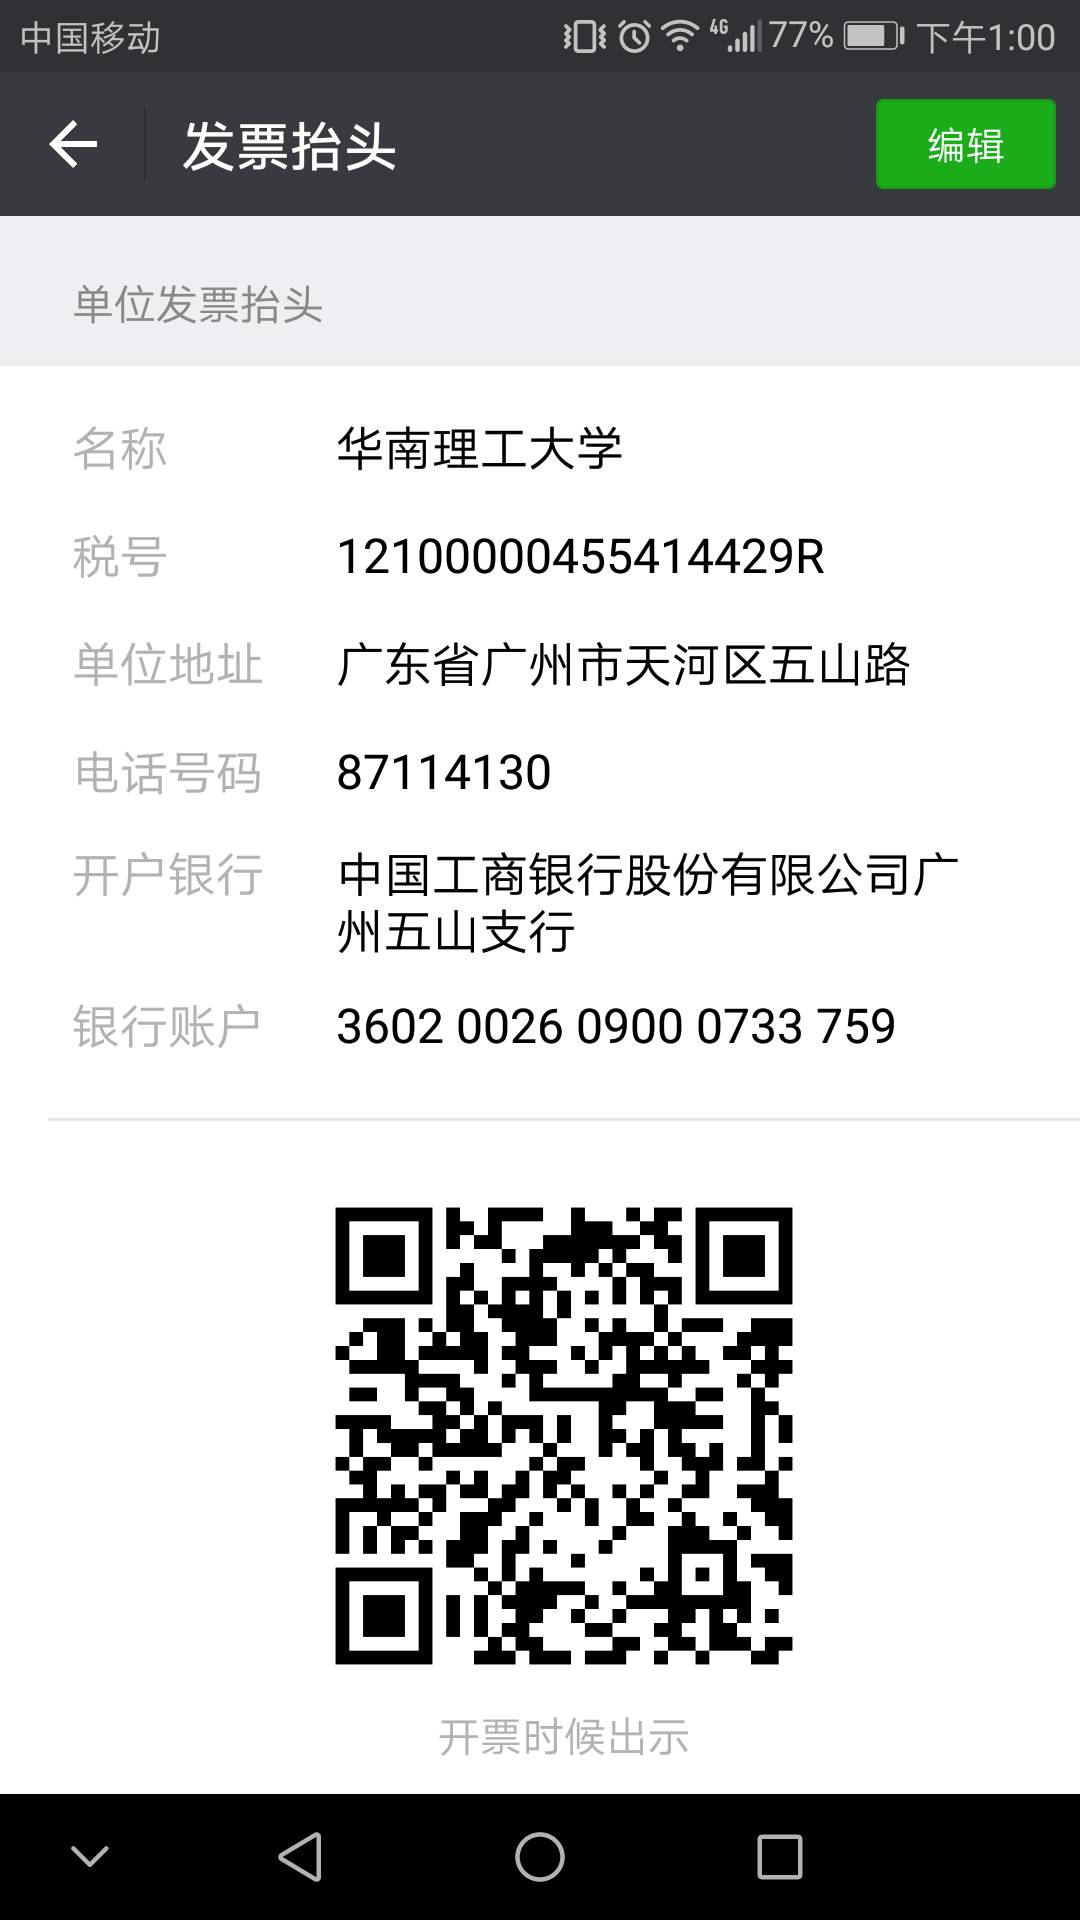 中国移动 4G 77% 下午1:00
发票抬头 编辑
单位发票抬头
名称 华南理工大学
税号 12100000455414429R
单位地址 广东省广州市天河区五山路
电话号码 87114130
开户银行 中国工商银行股份有限公司广
州五山支行
银行账户 3602 0026 0900 0733 759
开票时候出示